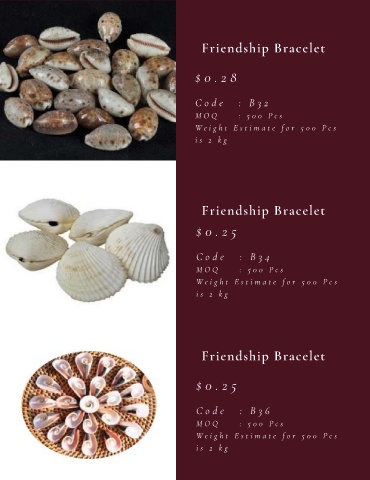 Friendship Bracelet
$0.28
Code : B32
MOQ : 500 Pcs
Weight Estimate for 500 Pcs
is 2 kg
Friendship Bracelet
$0.25
Code : B34
MOQ : 500 Pcs
Weight Estimate for 500 Pcs
is 2 kg
Friendship Bracelet
$0.25
Code : B36
MOQ : 500 Pcs
Weight Estimate for 500 Pcs
is 2 kg